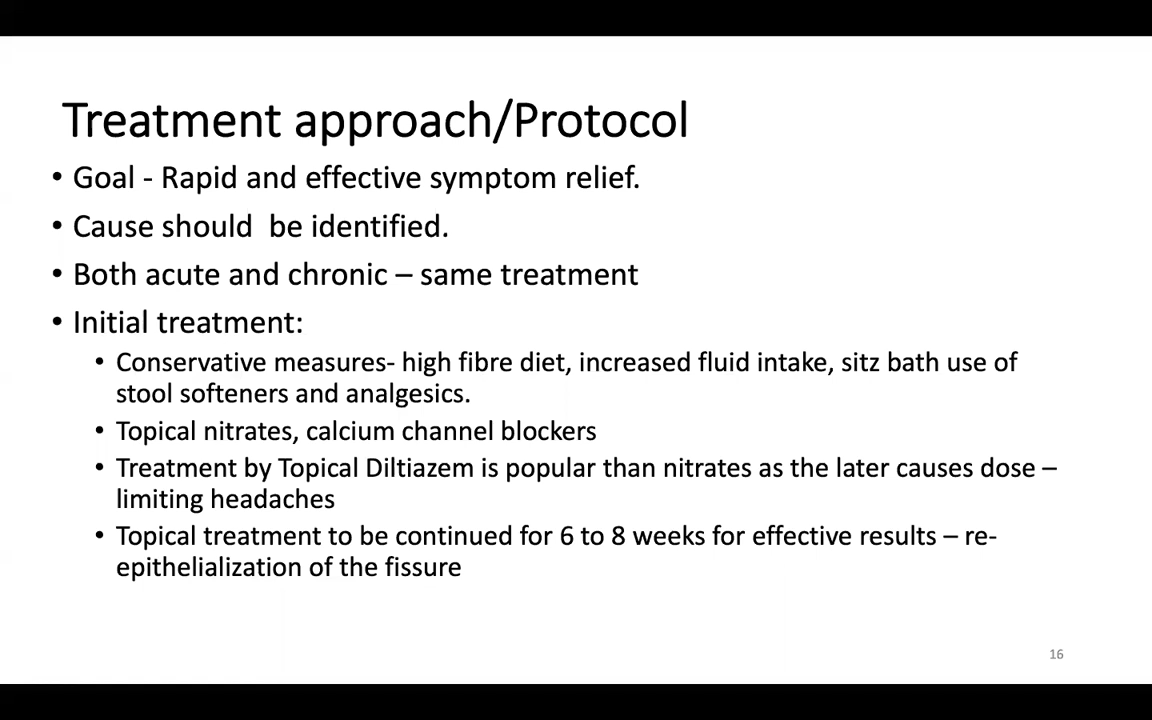 Treatment approach/Protocol
• Goal - Rapid and effective symptom relief.
• Cause should  be identified.
• Both acute and chronic – same treatment
• Initial treatment:
• Conservative measures- high fibre diet, increased fluid intake, sitz bath use of
stool softeners and analgesics.
• Topical nitrates, calcium channel blockers
• Treatment by Topical Diltiazem is popular than nitrates as the later causes dose –
limiting headaches
• Topical treatment to be continued for 6 to 8 weeks for effective results – re-
epithelialization of the fissure
16